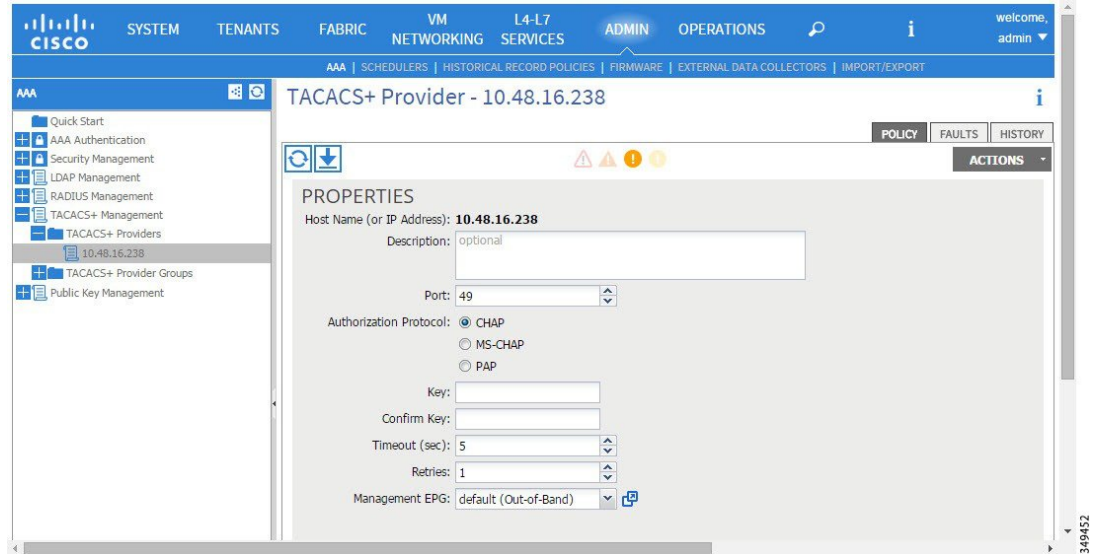 CISCO
SYSTEM
TENANTS
FABRIC
VM
NETWORKING
L4-L7
SERVICES
ADMIN
OPERATIONS
i
welcome,
admin
AAA | SCHEDULERS | HISTORICAL RECORD POLICIES | FIRMWARE | EXTERNAL DATA COLLECTORS | IMPORT/EXPORT
AAA
Quick Start
AAA Authentication
Security Management
LDAP Management
RADIUS Management
TACACS+ Management
TACACS+ Providers
10.48.16.238
TACACS+ Provider Groups
Public Key Management
TACACS+ Provider - 10.48.16.238
i
POLICY
FAULTS
HISTORY
ACTIONS
PROPERTIES
Host Name (or IP Address): 10.48.16.238
Description: optional
Port: 49
Authorization Protocol: CHAP
MS-CHAP
PAP
Key:
Confirm Key:
Timeout (sec): 5
Retries: 1
Management EPG: default (Out-of-Band)
349452